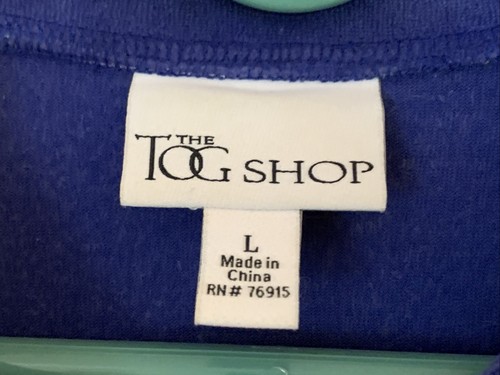 THE
TOG SHOP
L
Made in
China
RN# 76915